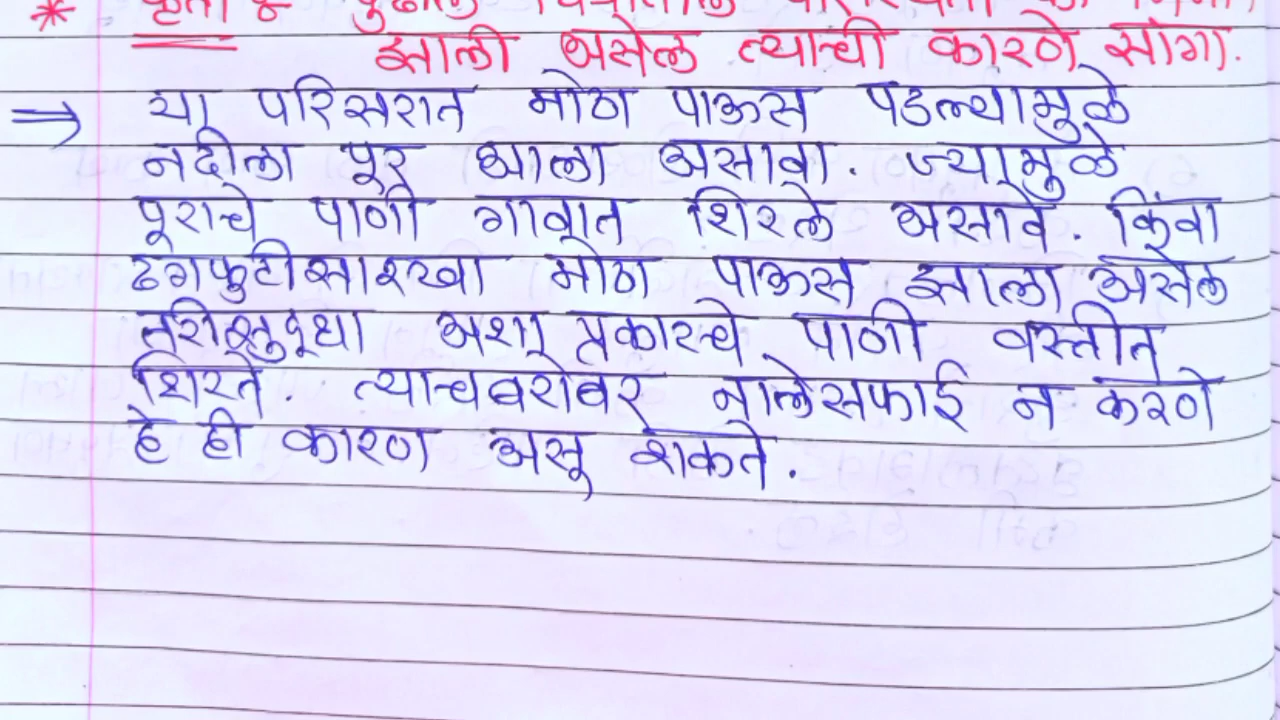 झाली असेल त्याची कारणे सांगा.
⇒ या परिसरात मोठा पाऊस पडल्यामुळे
नदीला पूर आला असावा. ज्यामुळे
पूराचे पाणी गावात शिरले असावे. किंवा
ढगफुटीसारखा मोठा पाऊस झाला असेल
तरीसुद्धा अशा प्रकारचे पाणी वस्तीत
शिरते. त्याचबरोबर नालेसफाई न करणे
हे ही कारण असू शकते.